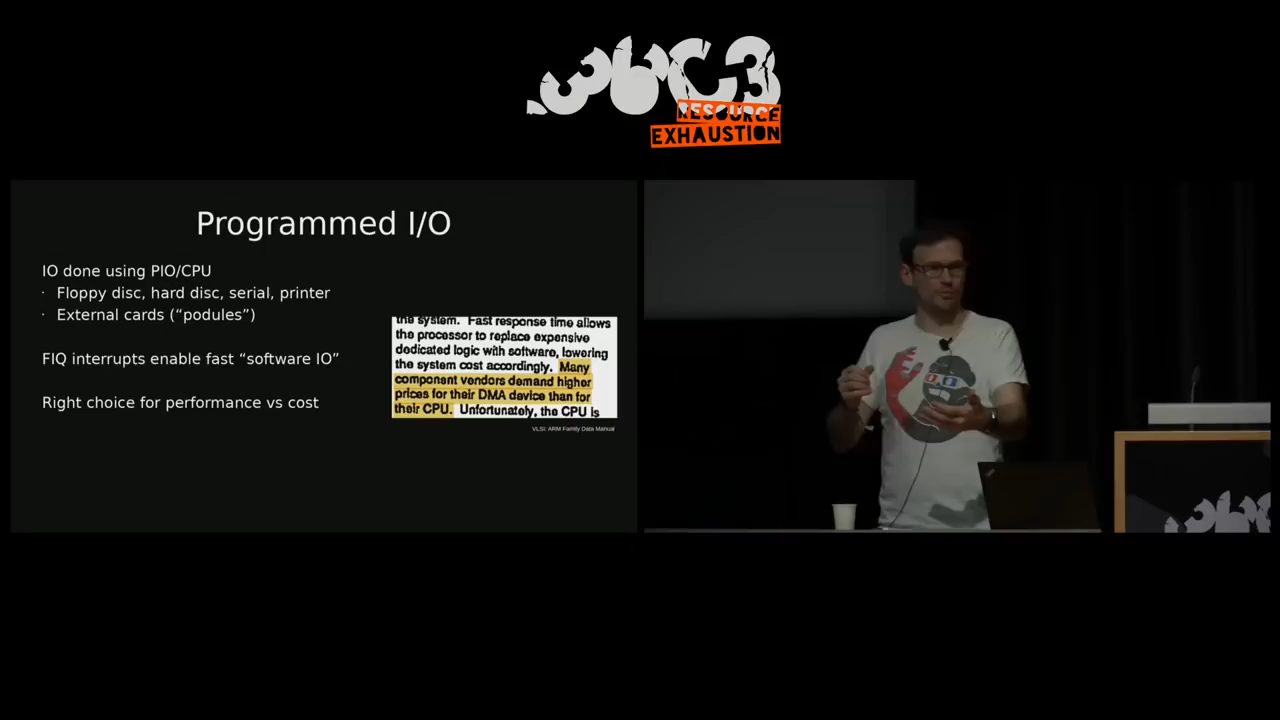 36C3
RESOURCE
EXHAUSTION
Programmed I/O
IO done using PIO/CPU
· Floppy disc, hard disc, serial, printer
· External cards (“podules”)
FIQ interrupts enable fast “software IO”
Right choice for performance vs cost
the system. Fast response time allows
the processor to replace expensive
dedicated logic with software, lowering
the system cost accordingly. Many
component vendors demand higher
prices for their DMA device than for
their CPU. Unfortunately, the CPU is
VLSI: ARM Family Data Manual